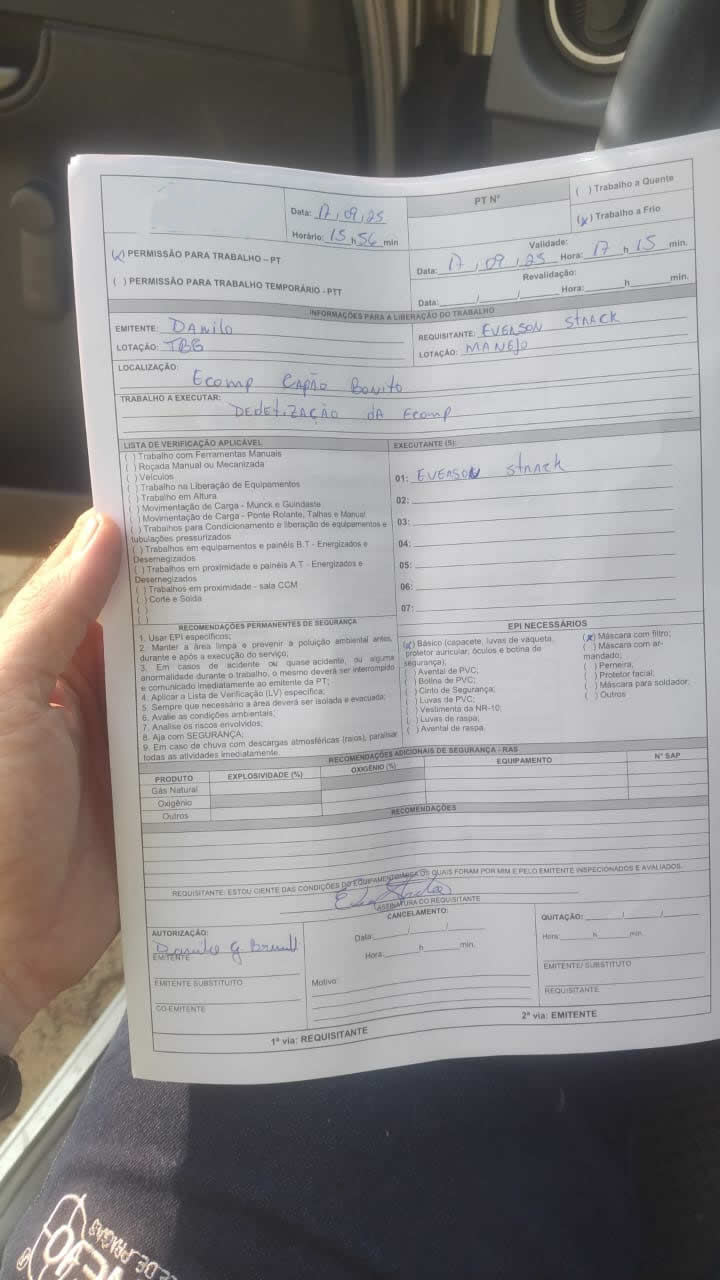 Data: 17, 09, 25
Horário: 15 h 56 min
PT N°
( ) Trabalho a Quente
(x) Trabalho a Frio
(x) PERMISSÃO PARA TRABALHO – PT
( ) PERMISSÃO PARA TRABALHO TEMPORÁRIO - PTT
Validade:
Data: 17, 09, 25 Hora: 17 h 15 min.
Revalidação:
Data: / / Hora: h min.
INFORMAÇÕES PARA A LIBERAÇÃO DO TRABALHO
EMITENTE: Danilo
LOTAÇÃO: TBG
REQUISITANTE: EVERSON STRACK
LOTAÇÃO: MANEJO
LOCALIZAÇÃO: Ecomp Capão Bonito
TRABALHO A EXECUTAR: DEDETIZAÇÃO DA Ecomp
LISTA DE VERIFICAÇÃO APLICÁVEL
( ) Trabalho com Ferramentas Manuais
( ) Roçada Manual ou Mecanizada
( ) Veículos
( ) Trabalho na Liberação de Equipamentos
( ) Trabalho em Altura
( ) Movimentação de Carga - Munck e Guindaste
( ) Movimentação de Carga - Ponte Rolante, Talhas e Manual
( ) Trabalhos para Condicionamento e liberação de equipamentos e
tubulações pressurizados
( ) Trabalhos em equipamentos e painéis B.T - Energizados e
Desenergizados
( ) Trabalhos em proximidade e painéis A.T - Energizados e
Desenergizados
( ) Trabalhos em proximidade - sala CCM
( ) Corte e Solda
( )
( )
EXECUTANTE (S):
01: EVERSON STRACK
02:
03:
04:
05:
06:
07:
RECOMENDAÇÕES PERMANENTES DE SEGURANÇA
1. Usar EPI específicos;
2. Manter a área limpa e prevenir a poluição ambiental antes,
durante e após a execução do serviço;
3. Em casos de acidente ou quase acidente, ou alguma
anormalidade durante o trabalho, o mesmo deverá ser interrompido
e comunicado imediatamente ao emitente da PT;
4. Aplicar a Lista de Verificação (LV) específica;
5. Sempre que necessário a área deverá ser isolada e evacuada;
6. Avalie as condições ambientais;
7. Analise os riscos envolvidos;
8. Aja com SEGURANÇA;
9. Em caso de chuva com descargas atmosféricas (raios), paralisar
todas as atividades imediatamente.
EPI NECESSÁRIOS
(x) Básico (capacete, luvas de vaqueta,
protetor auricular, óculos e botina de
segurança);
( ) Avental de PVC;
( ) Botina de PVC;
( ) Cinto de Segurança;
( ) Luvas de PVC;
( ) Vestimenta da NR-10;
( ) Luvas de raspa;
( ) Avental de raspa.
(x) Máscara com filtro;
( ) Máscara com ar-
mandado;
( ) Perneira;
( ) Protetor facial;
( ) Máscara para soldador;
( ) Outros
RECOMENDAÇÕES ADICIONAIS DE SEGURANÇA - RAS
PRODUTO EXPLOSIVIDADE (%) OXIGÊNIO (%) EQUIPAMENTO N° SAP
Gás Natural
Oxigênio
Outros
RECOMENDAÇÕES
REQUISITANTE: ESTOU CIENTE DAS CONDIÇÕES DO EQUIPAMENTO/ÁREA OS QUAIS FORAM POR MIM E PELO EMITENTE INSPECIONADOS E AVALIADOS.
ASSINATURA DO REQUISITANTE
AUTORIZAÇÃO:
EMITENTE
EMITENTE SUBSTITUTO
CO-EMITENTE
CANCELAMENTO:
Data: / /
Hora: h min.
Motivo:
QUITAÇÃO: / /
Hora: h min.
EMITENTE/ SUBSTITUTO
REQUISITANTE
1ª via: REQUISITANTE
2ª via: EMITENTE